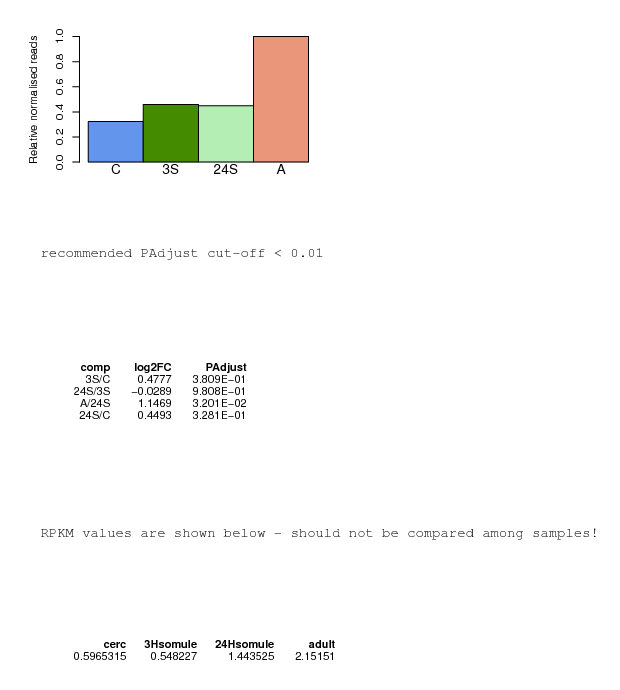 Relative normalised reads
1.0
0.8
0.6
0.4
0.2
0.0
C 3S 24S A
recommended PAdjust cut-off < 0.01
comp log2FC PAdjust
3S/C 0.4777 3.809E-01
24S/3S -0.0289 9.808E-01
A/24S 1.1469 3.201E-02
24S/C 0.4493 3.281E-01
RPKM values are shown below - should not be compared among samples!
cerc 3Hsomule 24Hsomule adult
0.5965315 0.548227 1.443525 2.15151